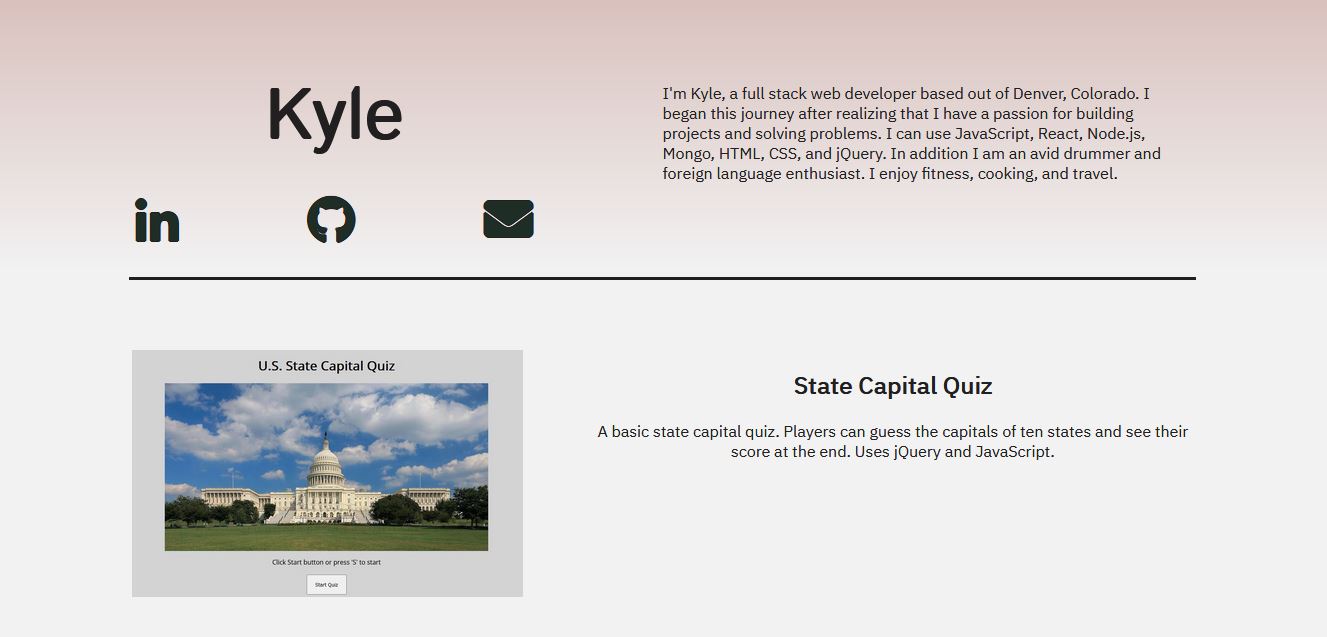 Kyle
I'm Kyle, a full stack web developer based out of Denver, Colorado. I
began this journey after realizing that I have a passion for building
projects and solving problems. I can use JavaScript, React, Node.js,
Mongo, HTML, CSS, and jQuery. In addition I am an avid drummer and
foreign language enthusiast. I enjoy fitness, cooking, and travel.
in
U.S. State Capital Quiz
Click Start button or press 'S' to start
Start Quiz
State Capital Quiz
A basic state capital quiz. Players can guess the capitals of ten states and see their
score at the end. Uses jQuery and JavaScript.